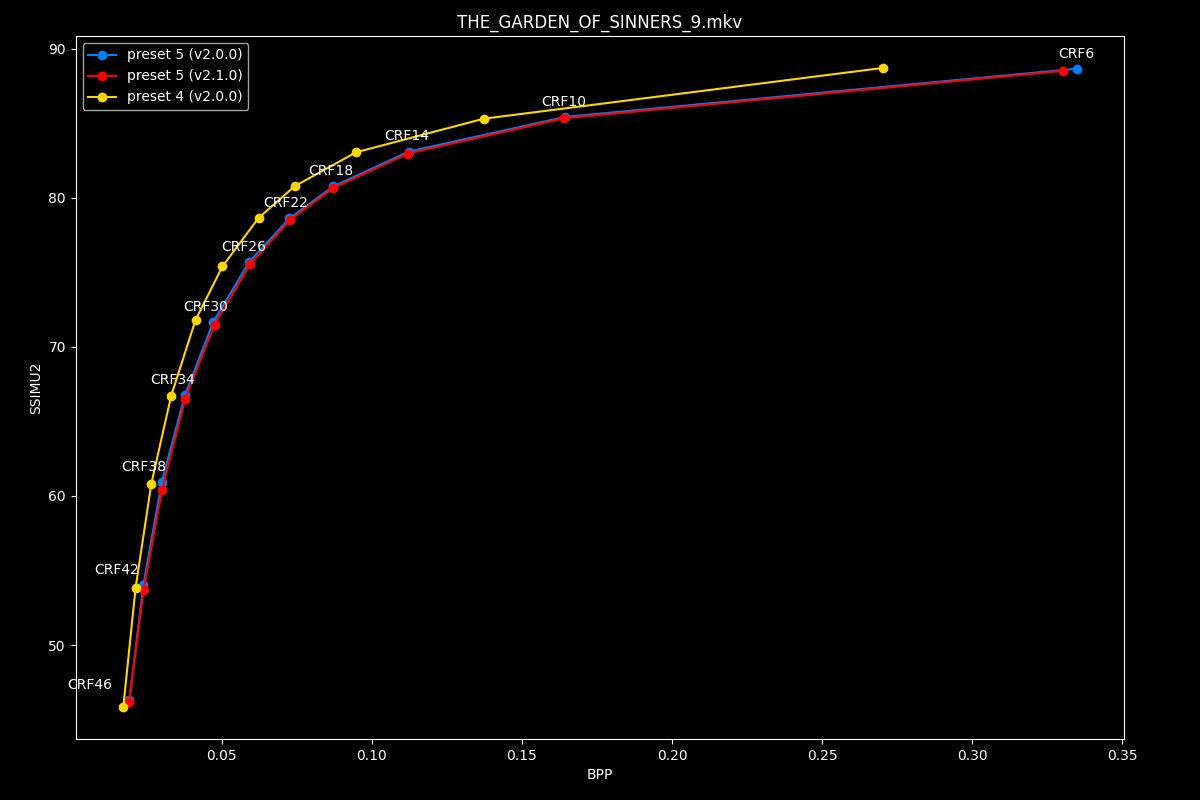 THE_GARDEN_OF_SINNERS_9.mkv
preset 5 (v2.0.0)
preset 5 (v2.1.0)
preset 4 (v2.0.0)
90
80
70
60
50
SSIMU2
CRF6
CRF10
CRF14
CRF18
CRF22
CRF26
CRF30
CRF34
CRF38
CRF42
CRF46
0.05 0.10 0.15 0.20 0.25 0.30 0.35
BPP